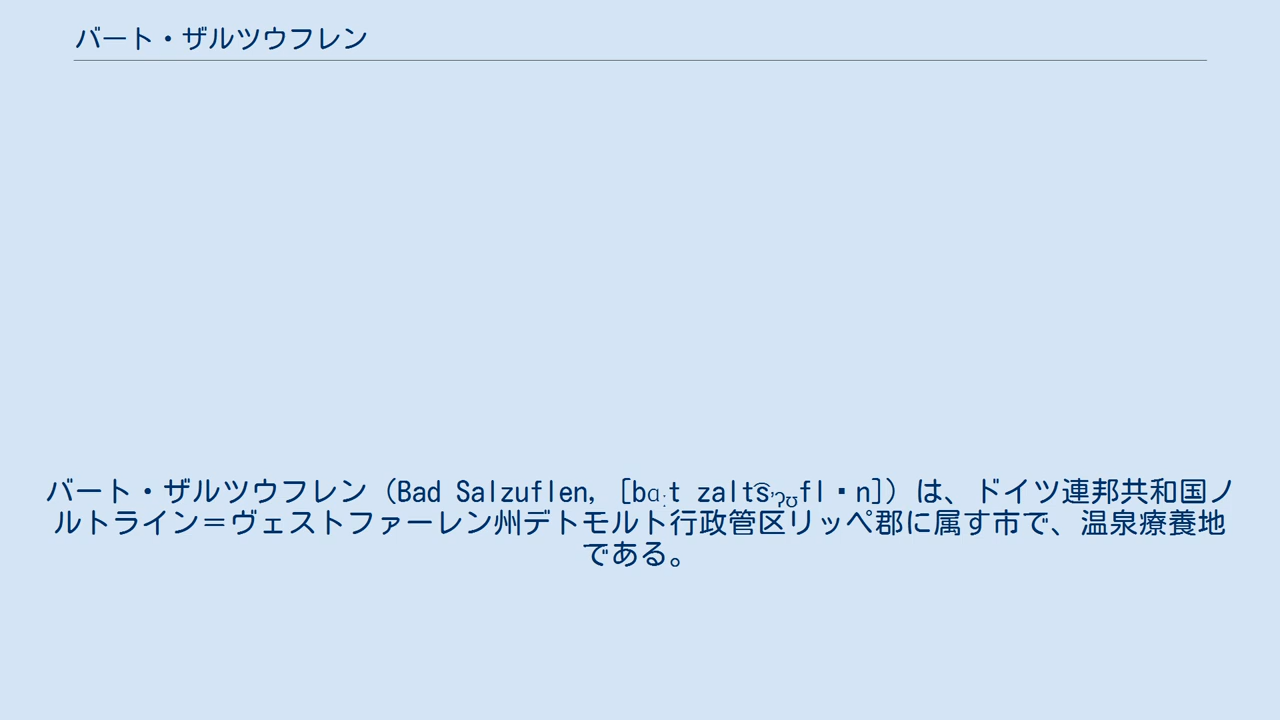 バート・ザルツウフレン
バート・ザルツウフレン（Bad Salzuflen, [bɑːt zalt͡sˈʔʊfl▪n]）は、ドイツ連邦共和国ノ
ルトライン＝ヴェストファーレン州デトモルト行政管区リッペ郡に属す市で、温泉療養地
である。